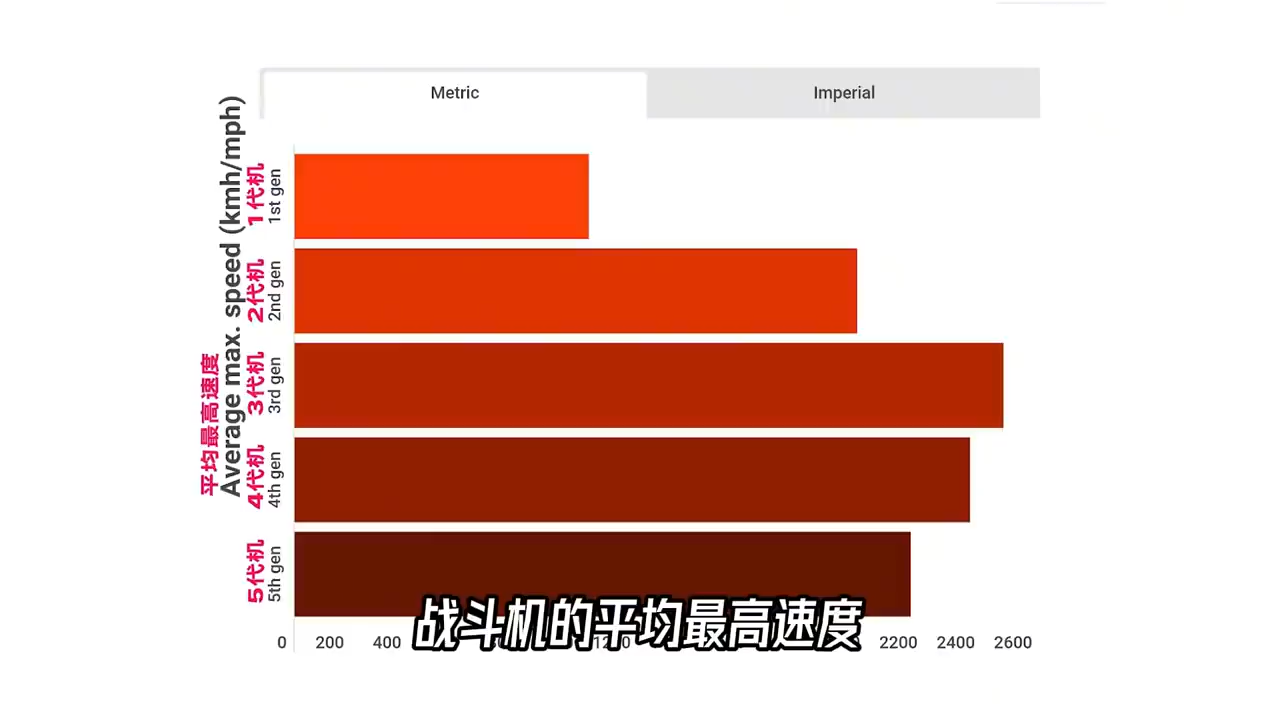 Metric
Imperial
平均最高速度
Average max. speed (kmh/mph)
1代机
1st gen
2代机
2nd gen
3代机
3rd gen
4代机
4th gen
5代机
5th gen
0 200 400 2200 2400 2600
战斗机的平均最高速度